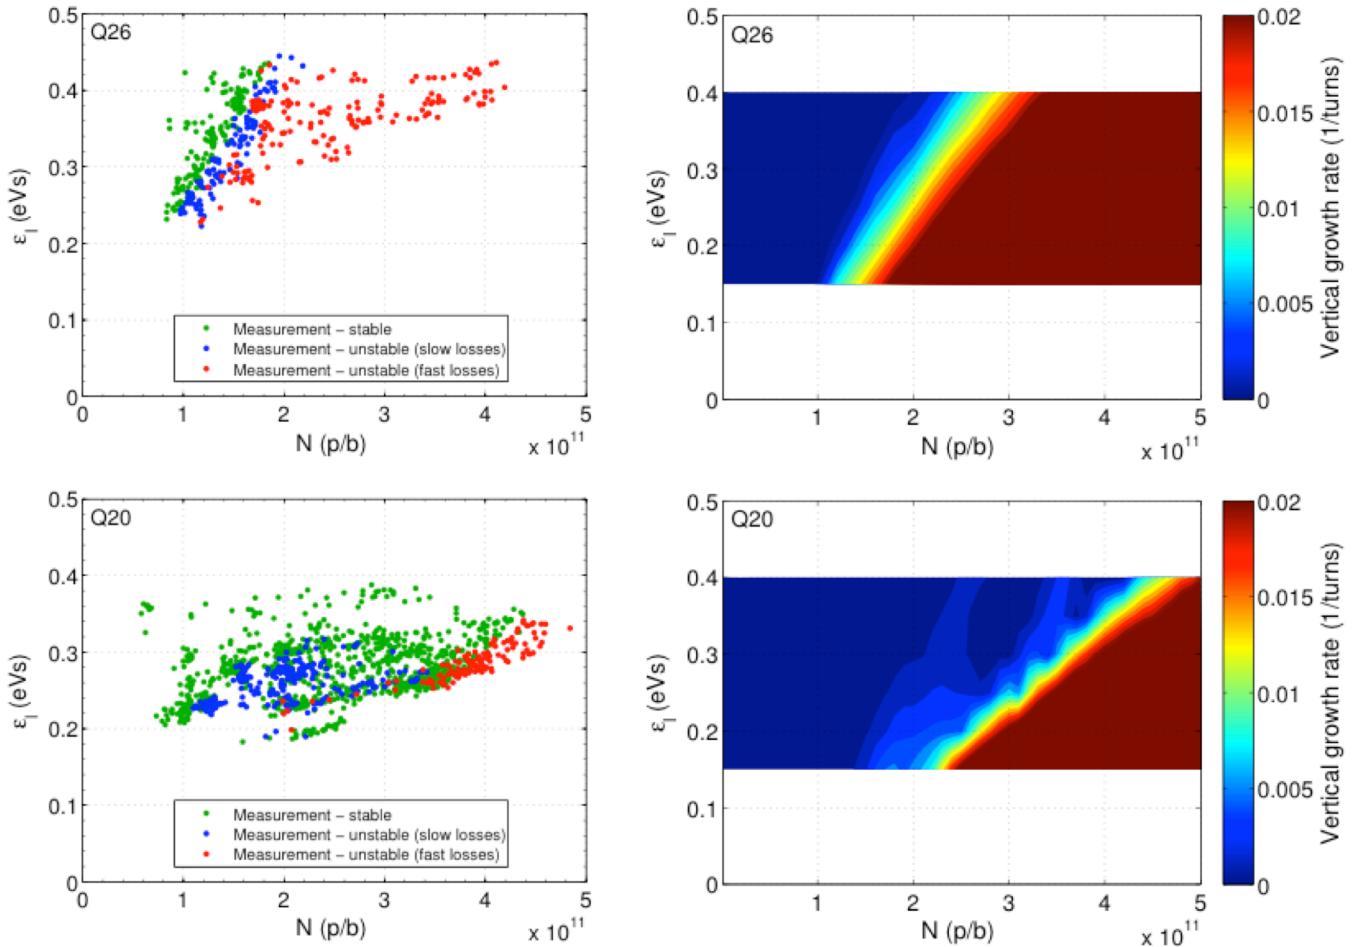 Q26
0.5
0.4
0.3
0.2
0.1
0
ε_l (eVs)
Measurement – stable
Measurement – unstable (slow losses)
Measurement – unstable (fast losses)
0 1 2 3 4 5
N (p/b)
x 10^11
Q26
0.5
0.4
0.3
0.2
0.1
0
ε_l (eVs)
1 2 3 4 5
N (p/b)
x 10^11
0.02
0.015
0.01
0.005
0
Vertical growth rate (1/turns)
Q20
0.5
0.4
0.3
0.2
0.1
0
ε_l (eVs)
Measurement – stable
Measurement – unstable (slow losses)
Measurement – unstable (fast losses)
0 1 2 3 4 5
N (p/b)
x 10^11
Q20
0.5
0.4
0.3
0.2
0.1
0
ε_l (eVs)
1 2 3 4 5
N (p/b)
x 10^11
0.02
0.015
0.01
0.005
0
Vertical growth rate (1/turns)